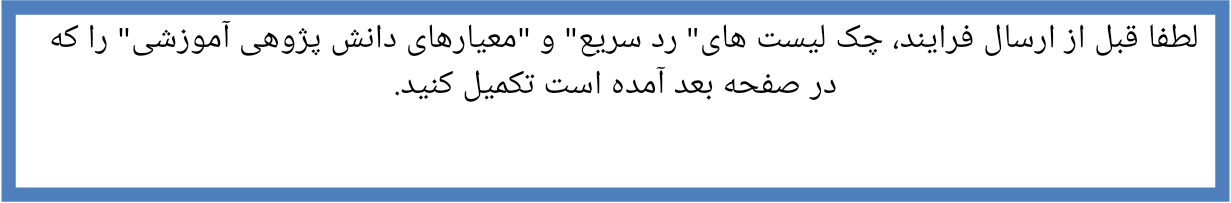 لطفا قبل از ارسال فرایند، چک لیست های" رد سریع" و "معیارهای دانش پژوهی آموزشی" را که
در صفحه بعد آمده است تکمیل کنید.